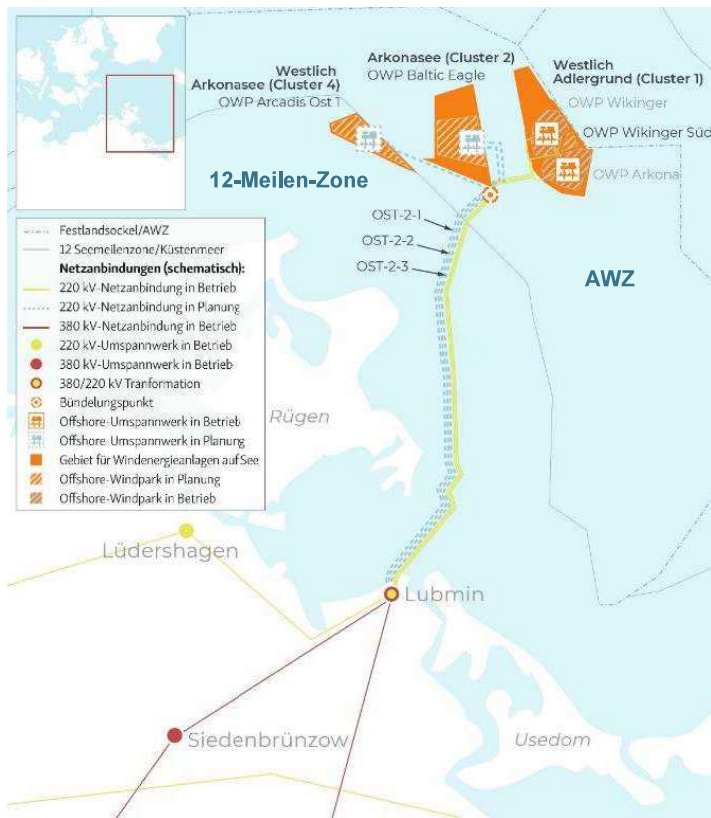 Westlich
Arkonasee (Cluster 4)
OWP Arcadis Ost 1
Arkonasee (Cluster 2)
OWP Baltic Eagle
Westlich
Adlergrund (Cluster 1)
OWP Wikinger
OWP Wikinger Süd
OWP Arkona
12-Meilen-Zone
OST-2-1
OST-2-2
OST-2-3
AWZ
Festlandsockel/AWZ
12 Seemeilenzone/Küstenmeer
Netzanbindungen (schematisch):
220 kV-Netzanbindung in Betrieb
220 kV-Netzanbindung in Planung
380 kV-Netzanbindung in Betrieb
220 kV-Umspannwerk in Betrieb
380 kV-Umspannwerk in Betrieb
380/220 kV Tranformation
Bündelungspunkt
Offshore-Umspannwerk in Betrieb
Offshore-Umspannwerk in Planung
Gebiet für Windenergieanlagen auf See
Offshore-Windpark in Planung
Offshore-Windpark in Betrieb
Rügen
Lüdershagen
Lubmin
Siedenbrünzow
Usedom